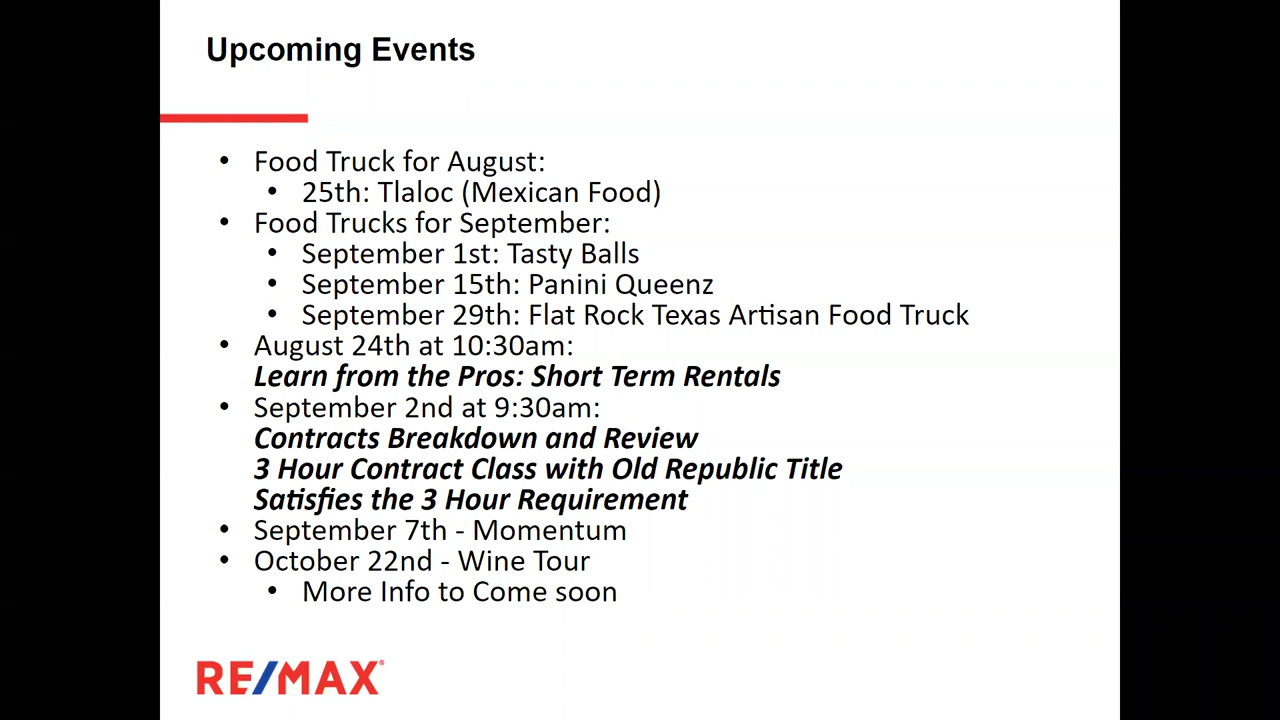 Upcoming Events
• Food Truck for August:
• 25th: Tlaloc (Mexican Food)
• Food Trucks for September:
• September 1st: Tasty Balls
• September 15th: Panini Queenz
• September 29th: Flat Rock Texas Artisan Food Truck
• August 24th at 10:30am:
Learn from the Pros: Short Term Rentals
• September 2nd at 9:30am:
Contracts Breakdown and Review
3 Hour Contract Class with Old Republic Title
Satisfies the 3 Hour Requirement
• September 7th - Momentum
• October 22nd - Wine Tour
• More Info to Come soon
RE/MAX®